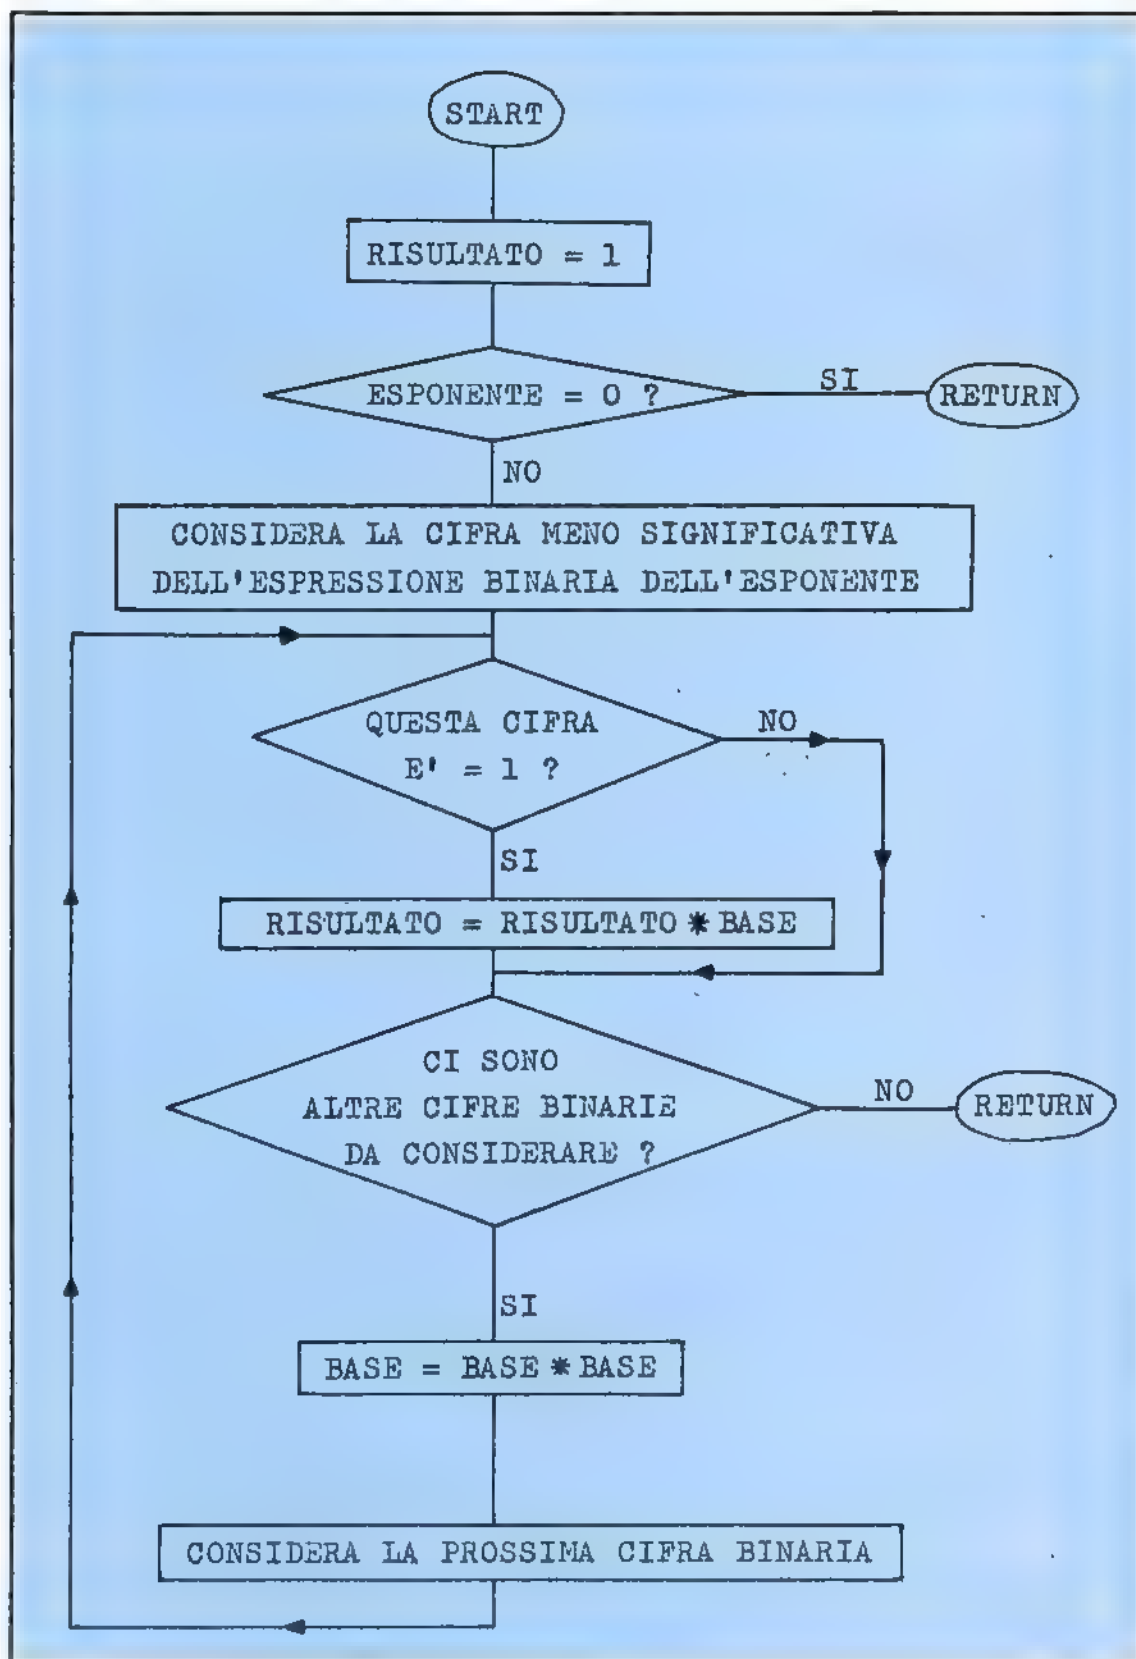 START
RISULTATO = 1
ESPONENTE = 0 ?
SI
RETURN
NO
CONSIDERA LA CIFRA MENO SIGNIFICATIVA
DELL'ESPRESSIONE BINARIA DELL'ESPONENTE
QUESTA CIFRA
E' = 1 ?
NO
SI
RISULTATO = RISULTATO * BASE
CI SONO
ALTRE CIFRE BINARIE
DA CONSIDERARE ?
NO
RETURN
SI
BASE = BASE * BASE
CONSIDERA LA PROSSIMA CIFRA BINARIA